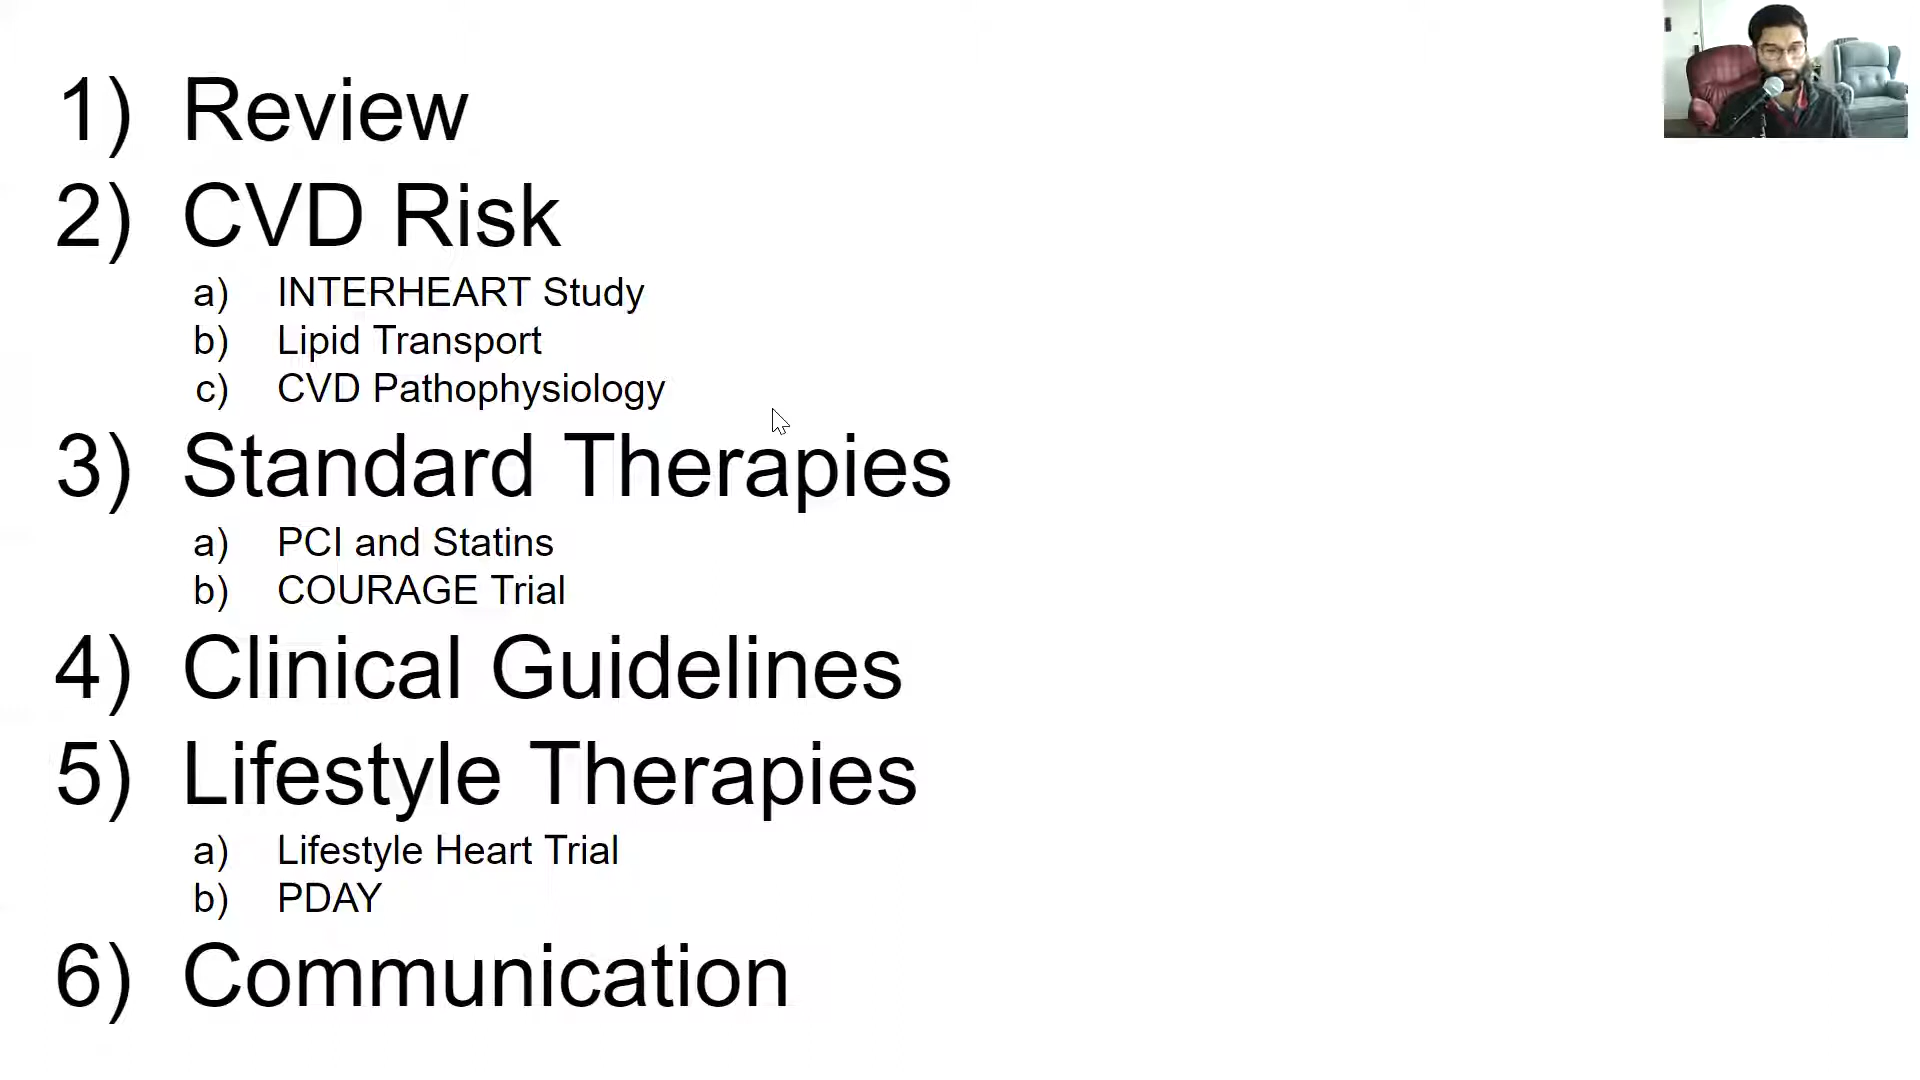 1) Review
2) CVD Risk
a) INTERHEART Study
b) Lipid Transport
c) CVD Pathophysiology
3) Standard Therapies
a) PCI and Statins
b) COURAGE Trial
4) Clinical Guidelines
5) Lifestyle Therapies
a) Lifestyle Heart Trial
b) PDAY
6) Communication